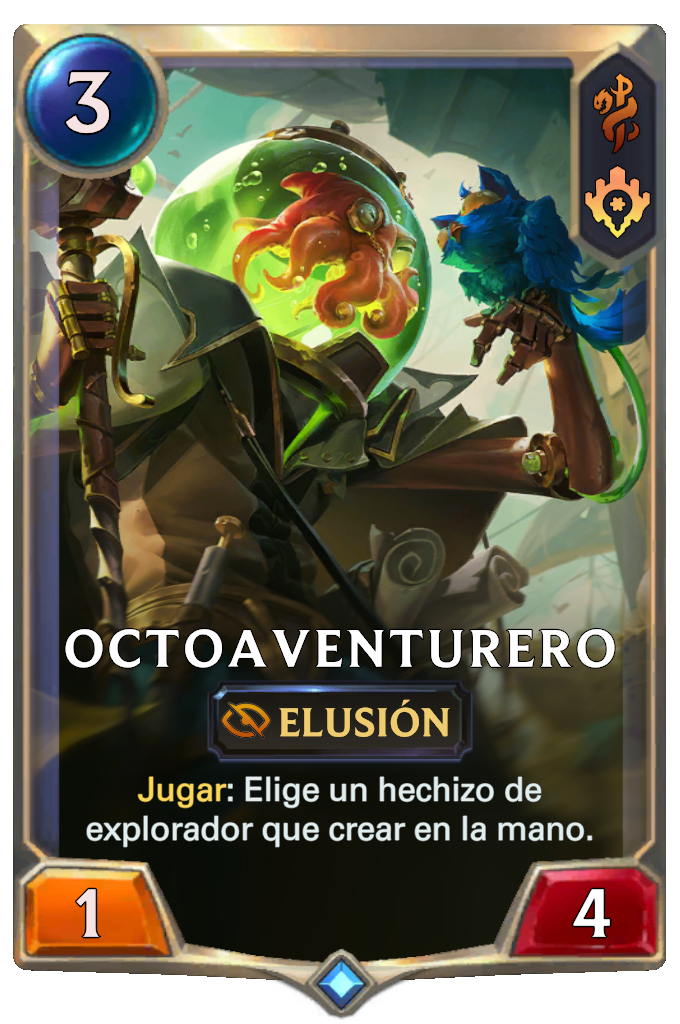 3
OCTOAVENTURERO
ELUSIÓN
Jugar: Elige un hechizo de
explorador que crear en la mano.
1
4